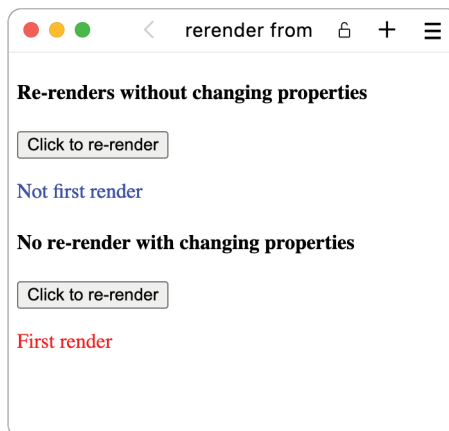 rerender from
Re-renders without changing properties
Click to re-render
Not first render
No re-render with changing properties
Click to re-render
First render